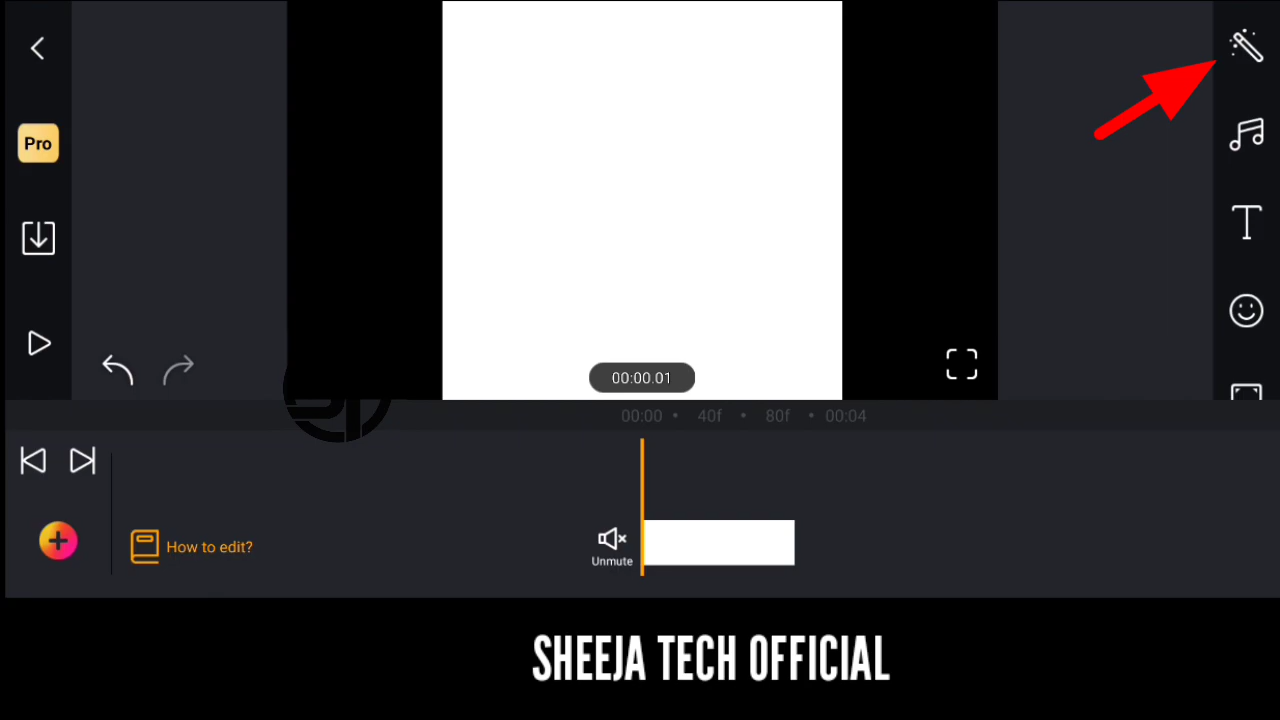 Pro
00:00.01
00:00 • 40f • 80f • 00:04
How to edit?
Unmute
SHEEJA TECH OFFICIAL